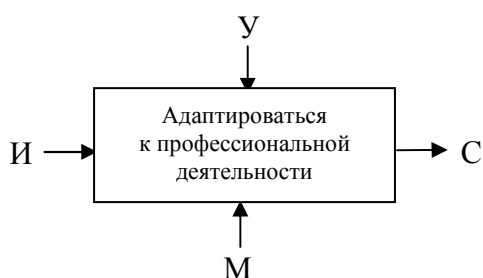 У
Адаптироваться
к профессиональной
деятельности
И
С
М